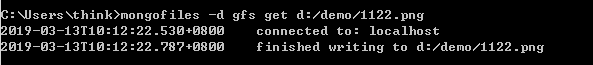 C:\Users\think>mongofiles -d gfs get d:/demo/1122.png
2019-03-13T10:12:22.530+0800    connected to: localhost
2019-03-13T10:12:22.787+0800    finished writing to d:/demo/1122.png